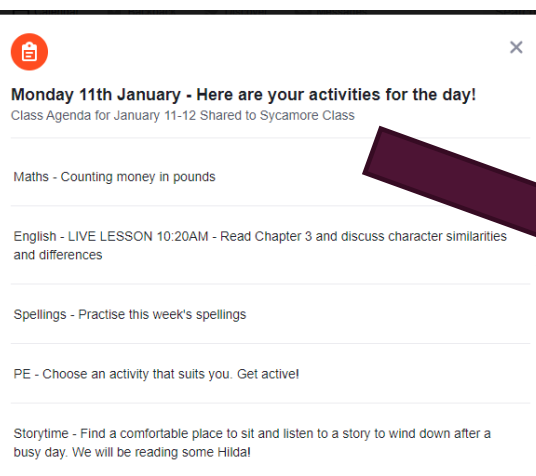 Monday 11th January - Here are your activities for the day!
Class Agenda for January 11-12 Shared to Sycamore Class
Maths - Counting money in pounds
English - LIVE LESSON 10:20AM - Read Chapter 3 and discuss character similarities
and differences
Spellings - Practise this week's spellings
PE - Choose an activity that suits you. Get active!
Storytime - Find a comfortable place to sit and listen to a story to wind down after a
busy day. We will be reading some Hilda!